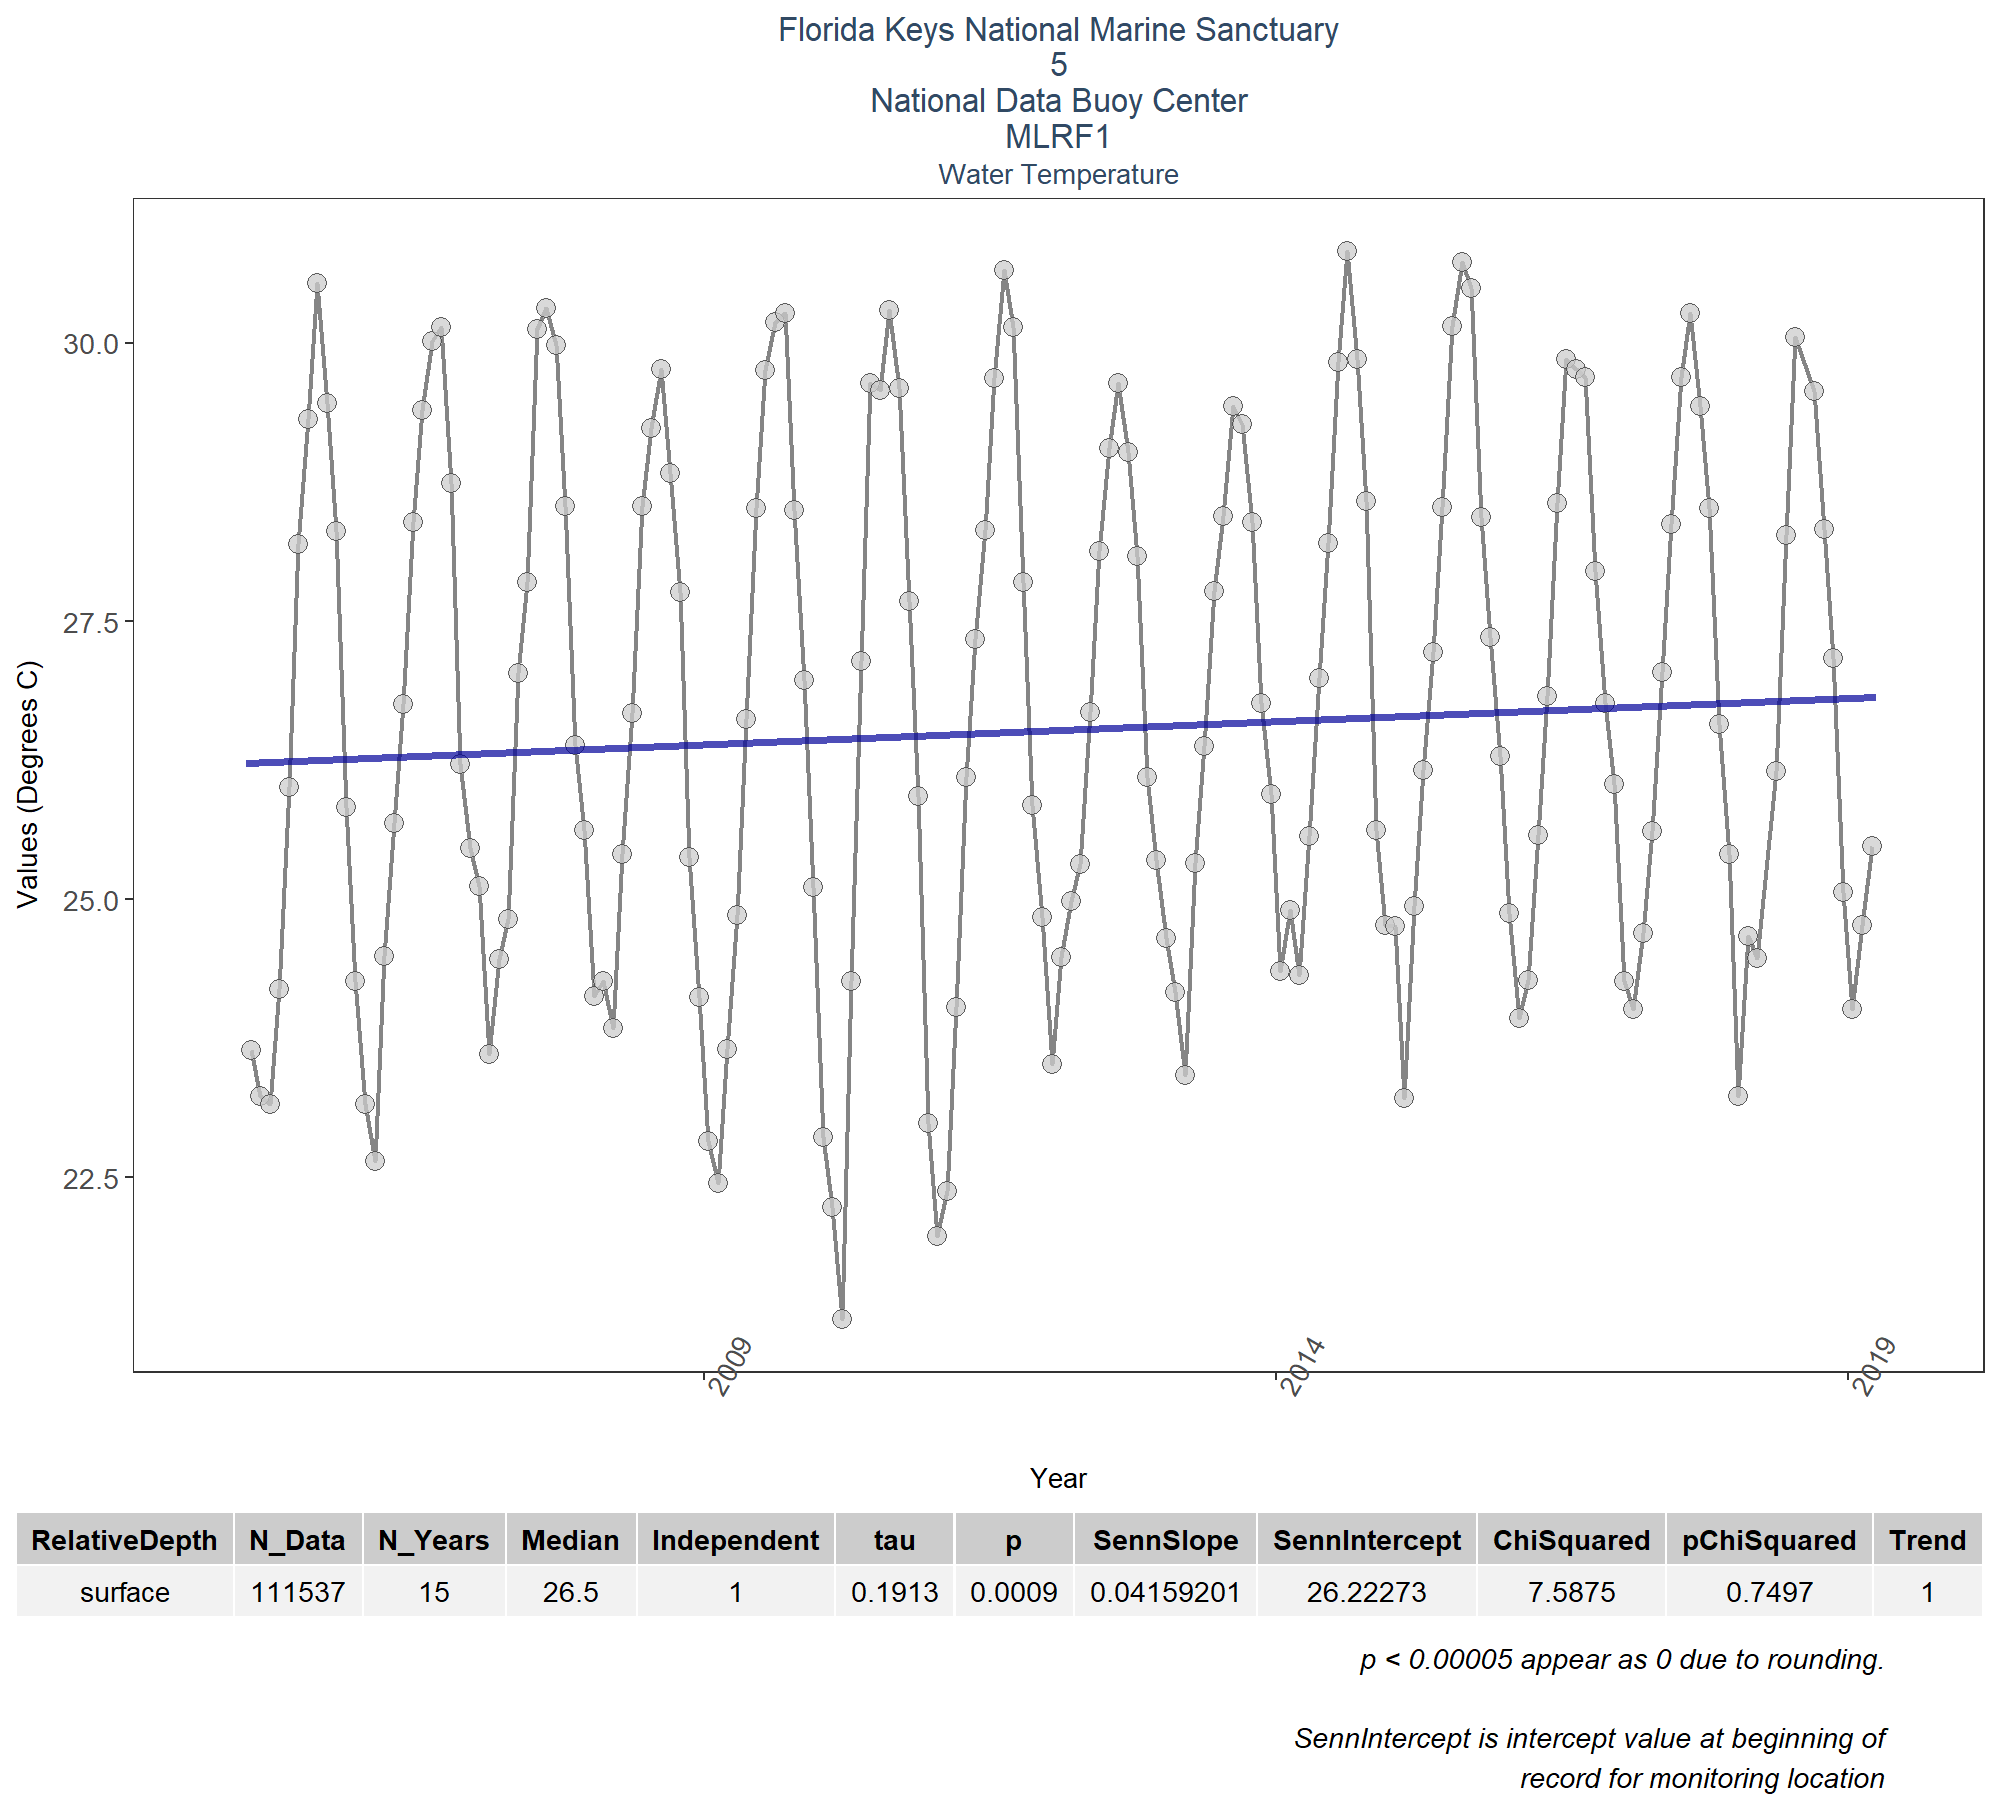 Florida Keys National Marine Sanctuary
5
National Data Buoy Center
MLRF1
Water Temperature
Values (Degrees C)
30.0
27.5
25.0
22.5
2009
2014
2019
Year
RelativeDepth N_Data N_Years Median Independent tau p SennSlope SennIntercept ChiSquared pChiSquared Trend
surface 111537 15 26.5 1 0.1913 0.0009 0.04159201 26.22273 7.5875 0.7497 1
p < 0.00005 appear as 0 due to rounding.
SennIntercept is intercept value at beginning of
record for monitoring location